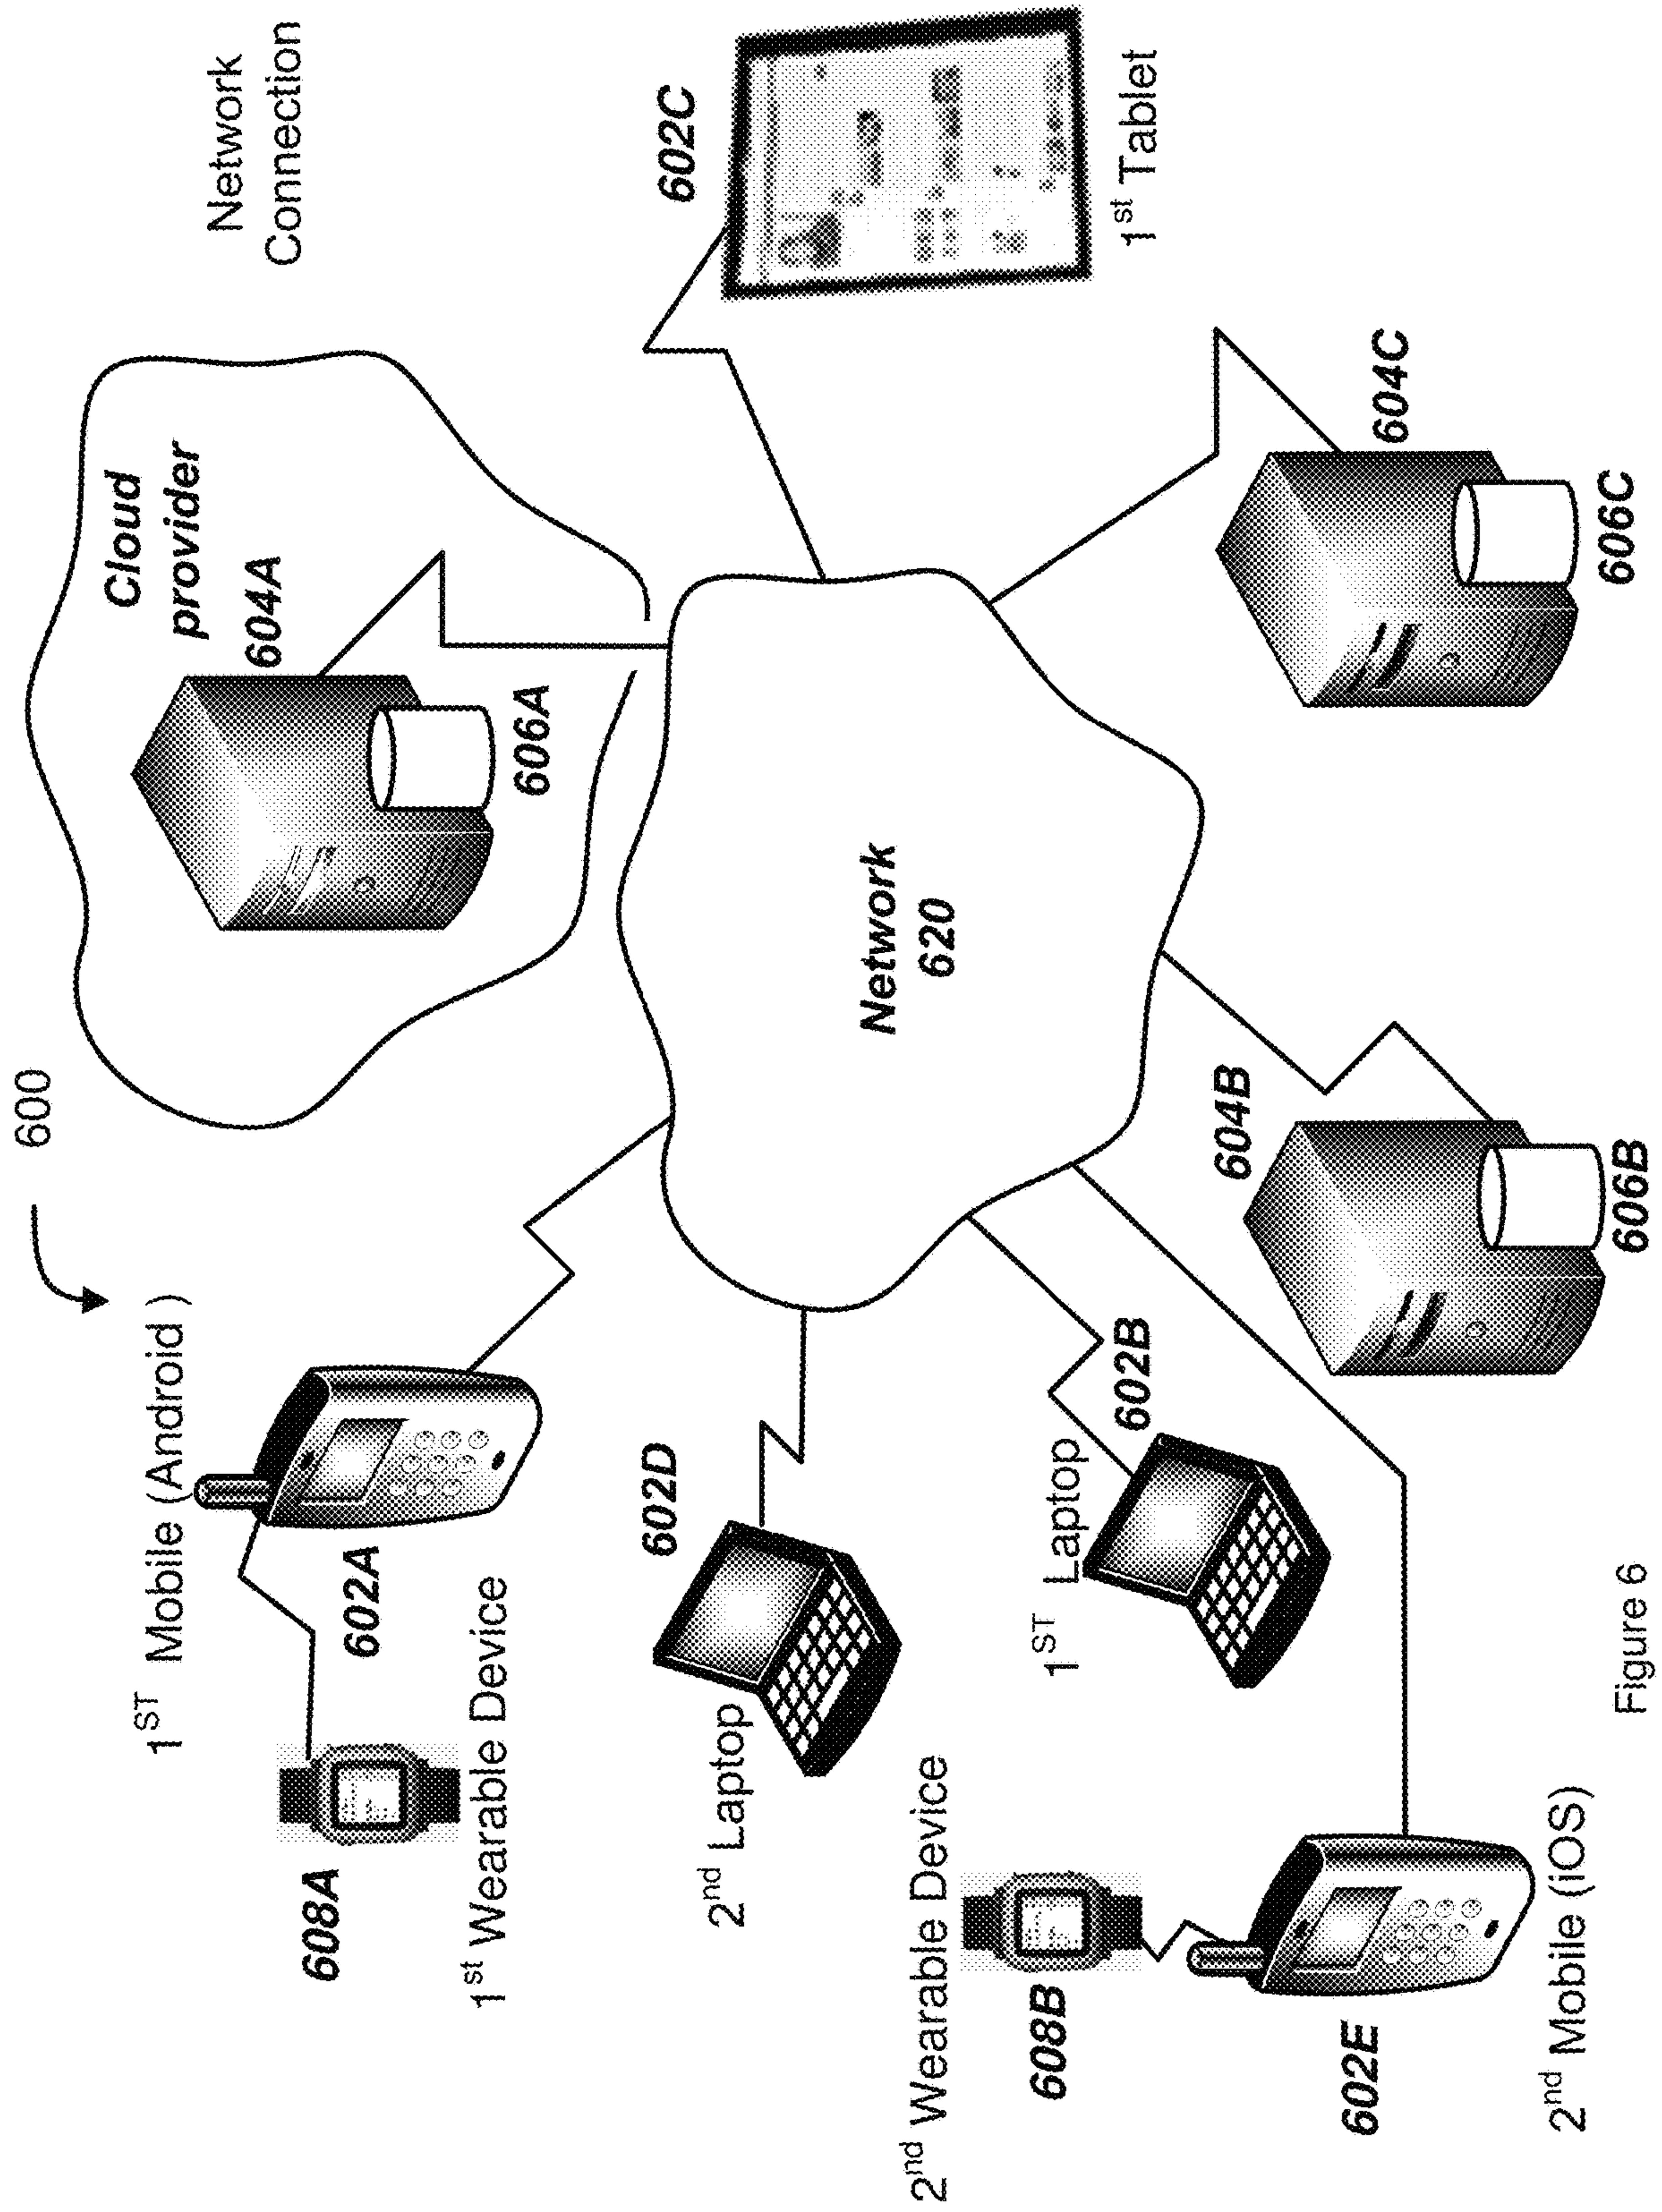 600
Network
Connection
Cloud
provider
604A
606A
1ST Mobile (Android )
602A
608A
1st Wearable Device
602C
1st Tablet
602D
2nd Laptop
Network
620
602B
1ST Laptop
604B
606B
604C
606C
2nd Wearable Device
608B
602E
2nd Mobile (iOS)
Figure 6